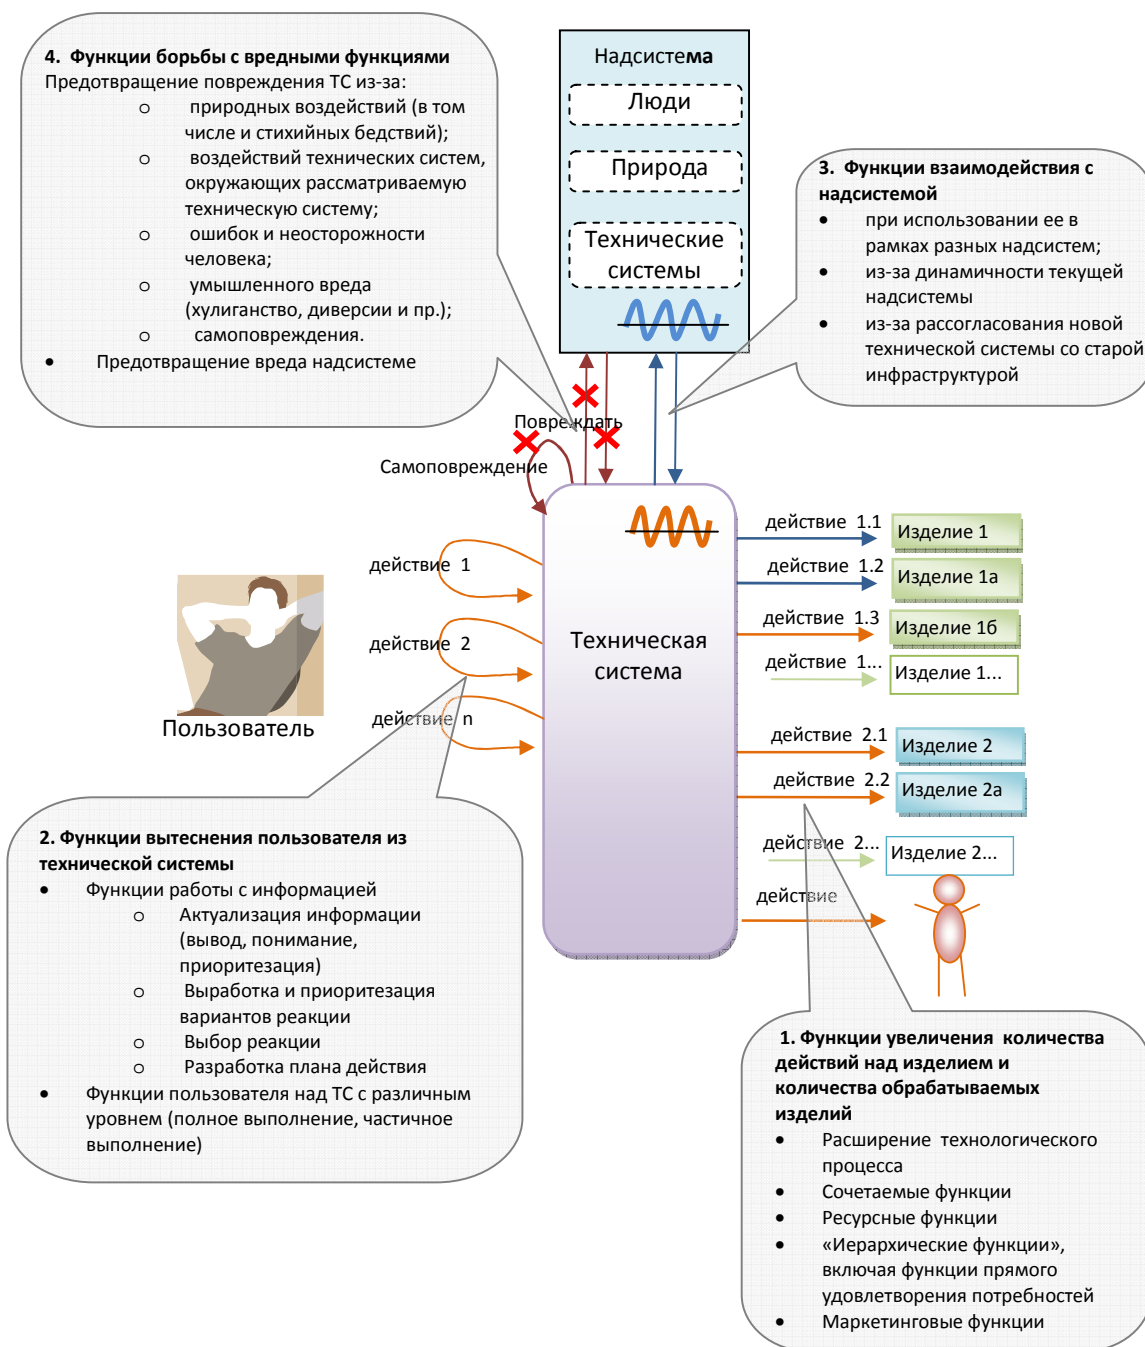 4. Функции борьбы с вредными функциями
Предотвращение повреждения ТС из-за:
o природных воздействий (в том
числе и стихийных бедствий);
o воздействий технических систем,
окружающих рассматриваемую
техническую систему;
o ошибок и неосторожности
человека;
o умышленного вреда
(хулиганство, диверсии и пр.);
o самоповреждения.
• Предотвращение вреда надсистеме
Надсистема
Люди
Природа
Технические
системы
3. Функции взаимодействия с
надсистемой
• при использовании ее в
рамках разных надсистем;
• из-за динамичности текущей
надсистемы
• из-за рассогласования новой
технической системы со старой
инфраструктурой
Повреждать
Самоповреждение
действие 1
действие 2
действие n
Пользователь
Техническая
система
действие 1.1
Изделие 1
действие 1.2
Изделие 1а
действие 1.3
Изделие 1б
действие 1...
Изделие 1...
действие 2.1
Изделие 2
действие 2.2
Изделие 2а
действие 2...
Изделие 2...
действие
2. Функции вытеснения пользователя из
технической системы
• Функции работы с информацией
o Актуализация информации
(вывод, понимание,
приоритезация)
o Выработка и приоритезация
вариантов реакции
o Выбор реакции
o Разработка плана действия
• Функции пользователя над ТС с различным
уровнем (полное выполнение, частичное
выполнение)
1. Функции увеличения количества
действий над изделием и
количества обрабатываемых
изделий
• Расширение технологического
процесса
• Сочетаемые функции
• Ресурсные функции
• «Иерархические функции»,
включая функции прямого
удовлетворения потребностей
• Маркетинговые функции